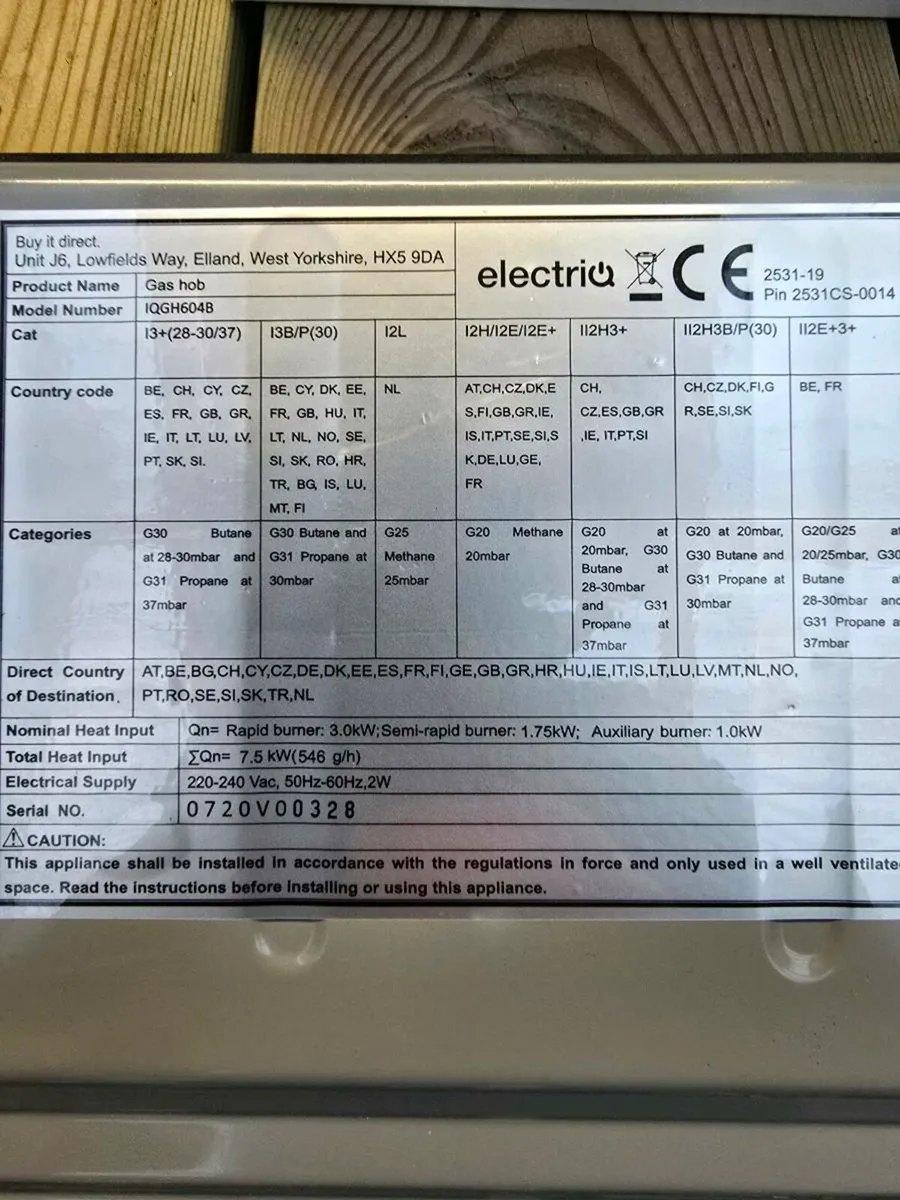 Buy it direct.
Unit J6, Lowfields Way, Elland, West Yorkshire, HX5 9DA
electriq CE 2531-19
Pin 2531CS-0014
Product Name Gas hob
Model Number IQGH604B
Cat I3+(28-30/37) I3B/P(30) I2L I2H/I2E/I2E+ II2H3+ II2H3B/P(30) II2E+3+
Country code
BE, CH, CY, CZ,
ES, FR, GB, GR,
IE, IT, LT, LU, LV,
PT, SK, SI.
BE, CY, DK, EE,
FR, GB, HU, IT,
LT, NL, NO, SE,
SI, SK, RO, HR,
TR, BG, IS, LU,
MT, FI
NL
AT,CH,CZ,DK,E
S,FI,GB,GR,IE,
IS,IT,PT,SE,SI,S
K,DE,LU,GE,
FR
CH,
CZ,ES,GB,GR
,IE, IT,PT,SI
CH,CZ,DK,FI,G
R,SE,SI,SK
BE, FR
Categories
G30 Butane
at 28-30mbar and
G31 Propane at
37mbar
G30 Butane and
G31 Propane at
30mbar
G25
Methane
25mbar
G20 Methane
20mbar
G20 at
20mbar, G30
Butane at
28-30mbar
and G31
Propane at
37mbar
G20 at 20mbar,
G30 Butane and
G31 Propane at
30mbar
G20/G25 at
20/25mbar, G30
Butane a
28-30mbar and
G31 Propane a
37mbar
Direct Country
of Destination.
AT,BE,BG,CH,CY,CZ,DE,DK,EE,ES,FR,FI,GE,GB,GR,HR,HU,IE,IT,IS,LT,LU,LV,MT,NL,NO,
PT,RO,SE,SI,SK,TR,NL
Nominal Heat Input Qn= Rapid burner: 3.0kW;Semi-rapid burner: 1.75kW; Auxiliary burner: 1.0kW
Total Heat Input ∑Qn= 7.5 kW(546 g/h)
Electrical Supply 220-240 Vac, 50Hz-60Hz,2W
Serial NO. 0720V00328
CAUTION:
This appliance shall be installed in accordance with the regulations in force and only used in a well ventilate
space. Read the instructions before installing or using this appliance.